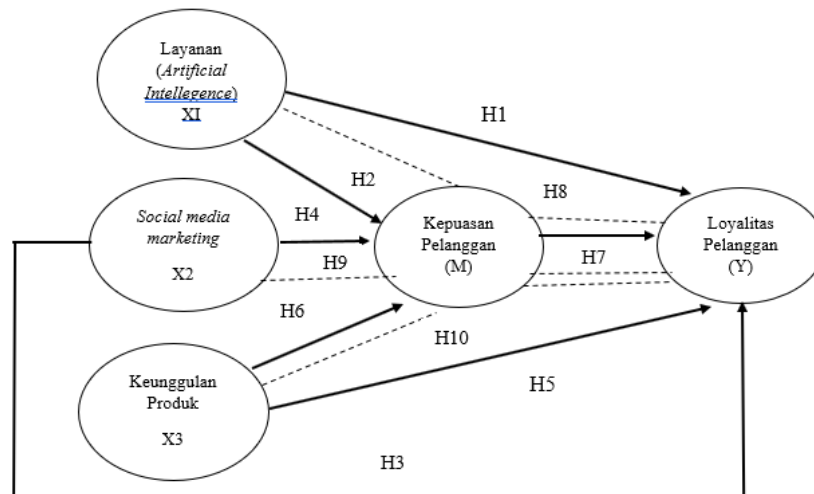 Layanan
(Artificial
Intellegence)
XI
H1
H2
H8
Social media
marketing
X2
H4
H9
Kepuasan
Pelanggan
(M)
H7
Loyalitas
Pelanggan
(Y)
H6
H10
Keunggulan
Produk
X3
H5
H3